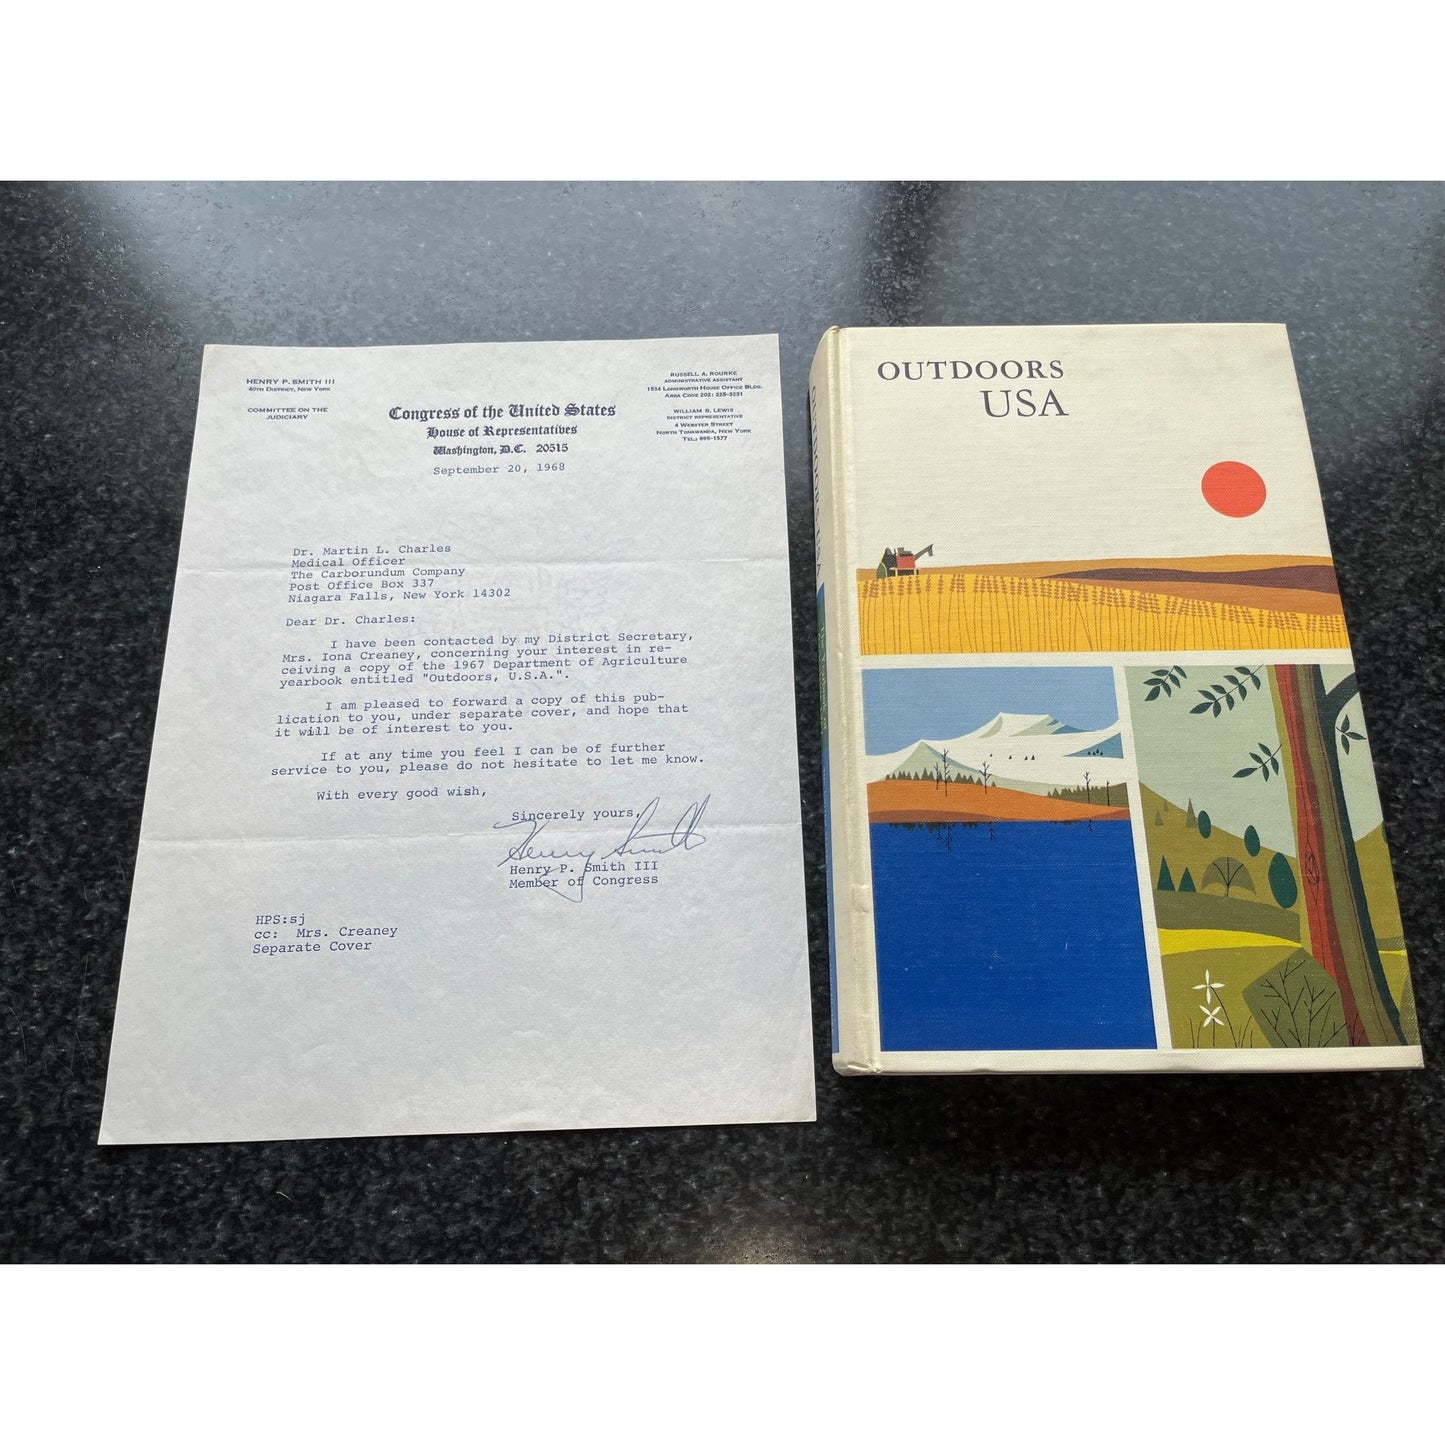 HENRY P. SMITH III
40TH DISTRICT, NEW YORK
COMMITTEE ON THE
JUDICIARY
RUSSELL A. ROURKE
ADMINISTRATIVE ASSISTANT
1534 LONGWORTH HOUSE OFFICE BLDG.
AREA CODE 202: 225-3231
WILLIAM B. LEWIS
DISTRICT REPRESENTATIVE
4 WEBSTER STREET
NORTH TONAWANDA, NEW YORK
TEL.: 695-1577
Congress of the United States
House of Representatives
Washington, D.C. 20515
September 20, 1968
Dr. Martin L. Charles
Medical Officer
The Carborundum Company
Post Office Box 337
Niagara Falls, New York 14302
Dear Dr. Charles:
I have been contacted by my District Secretary,
Mrs. Iona Creaney, concerning your interest in re-
ceiving a copy of the 1967 Department of Agriculture
yearbook entitled "Outdoors, U.S.A.".
I am pleased to forward a copy of this pub-
lication to you, under separate cover, and hope that
it will be of interest to you.
If at any time you feel I can be of further
service to you, please do not hesitate to let me know.
With every good wish,
Sincerely yours,
Henry Smith
Henry P. Smith III
Member of Congress
HPS:sj
cc: Mrs. Creaney
Separate Cover
OUTDOORS
USA
OUTDOORS USA